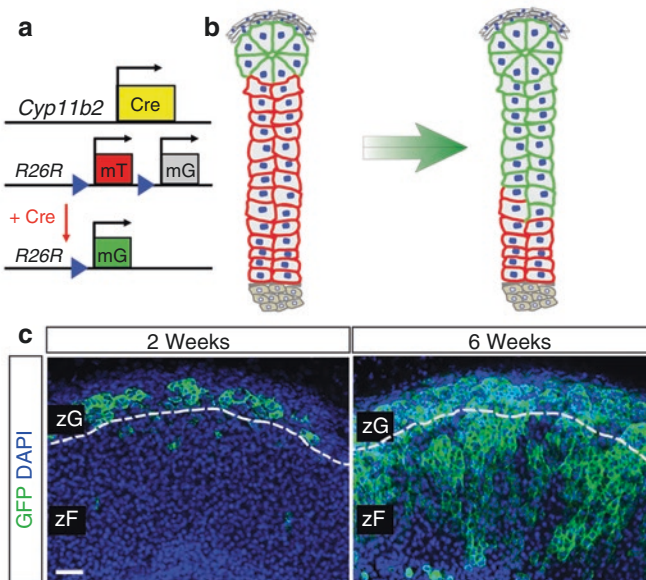 a
b
Cyp11b2
Cre
R26R
mT
mG
+ Cre
R26R
mG
c
2 Weeks
6 Weeks
GFP DAPI
zG
zF
zG
zF